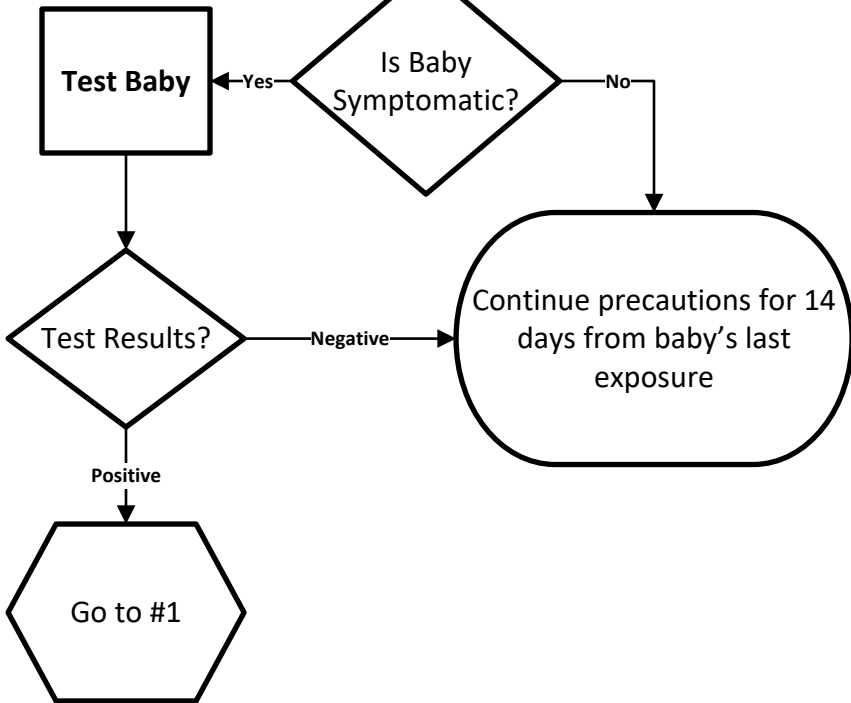 Is Baby
Symptomatic?
Yes
No
Test Baby
Test Results?
Negative
Continue precautions for 14
days from baby’s last
exposure
Positive
Go to #1